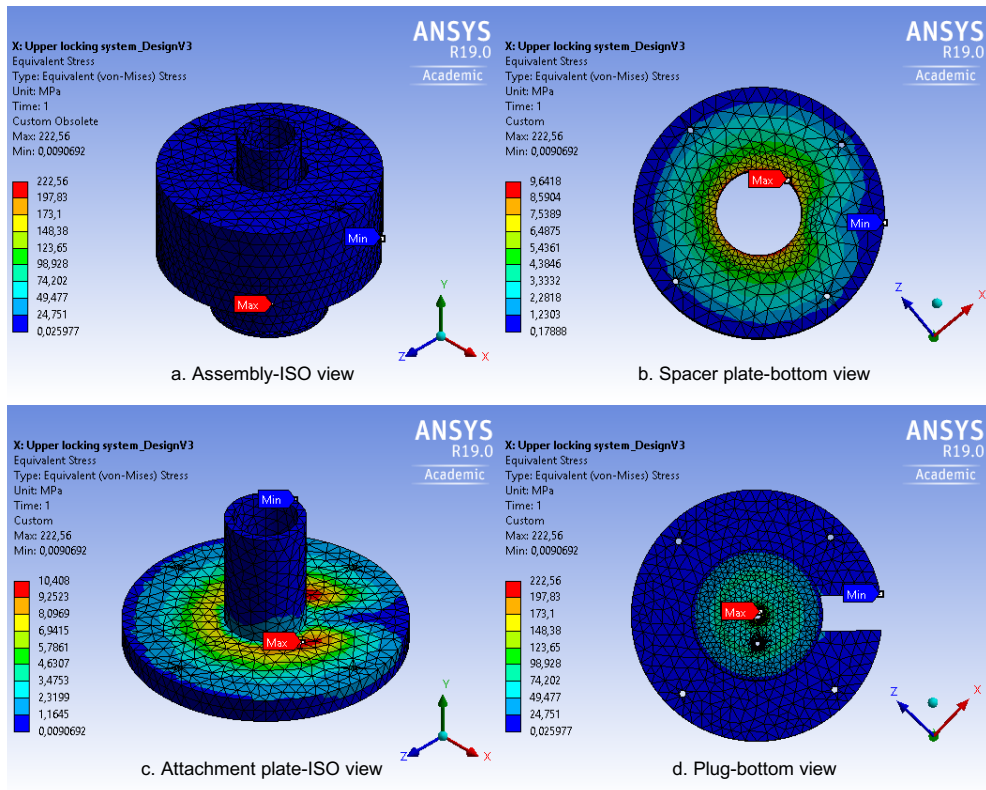 X: Upper locking system_DesignV3
Equivalent Stress
Type: Equivalent (von-Mises) Stress
Unit: MPa
Time: 1
Custom Obsolete
Max: 222,56
Min: 0,0090692
ANSYS
R19.0
Academic
222,56
197,83
173,1
148,38
123,65
98,928
74,202
49,477
24,751
0,025977
Min
Max
Y
Z
X
a. Assembly-ISO view
X: Upper locking system_DesignV3
Equivalent Stress
Type: Equivalent (von-Mises) Stress
Unit: MPa
Time: 1
Custom
Max: 222,56
Min: 0,0090692
ANSYS
R19.0
Academic
9,6418
8,5904
7,5389
6,4875
5,4361
4,3846
3,3332
2,2818
1,2303
0,17888
Max
Min
Z
X
b. Spacer plate-bottom view
X: Upper locking system_DesignV3
Equivalent Stress
Type: Equivalent (von-Mises) Stress
Unit: MPa
Time: 1
Custom
Max: 222,56
Min: 0,0090692
ANSYS
R19.0
Academic
10,408
9,2523
8,0969
6,9415
5,7861
4,6307
3,4753
2,3199
1,1645
0,0090692
Min
Max
Y
Z
X
c. Attachment plate-ISO view
X: Upper locking system_DesignV3
Equivalent Stress
Type: Equivalent (von-Mises) Stress
Unit: MPa
Time: 1
Custom
Max: 222,56
Min: 0,0090692
ANSYS
R19.0
Academic
222,56
197,83
173,1
148,38
123,65
98,928
74,202
49,477
24,751
0,025977
Min
Max
Z
X
d. Plug-bottom view